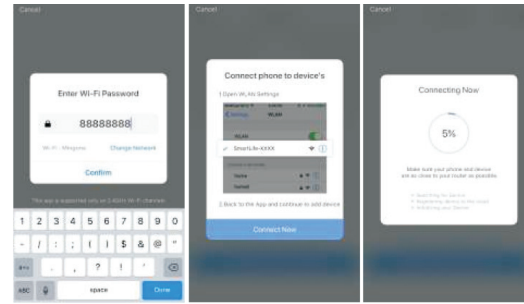 Cancel
Enter Wi-Fi Password
88888888
Wi-Fi - Mingone
Change Network
Confirm
This app is supported only on 2.4GHz Wi-Fi channel
1 2 3 4 5 6 7 8 9 0
- / : ; ( ) $ & @ "
#+= . , ? ! '
ABC space Done
Cancel
Connect phone to device's
1.Open WLAN Settings
Settings WLAN
WLAN
SmartLife-XXXX
2.Back to the App and continue to add device
Connect Now
Cancel
Connecting Now
5%
Make sure your phone and device
are as close to your router as possible